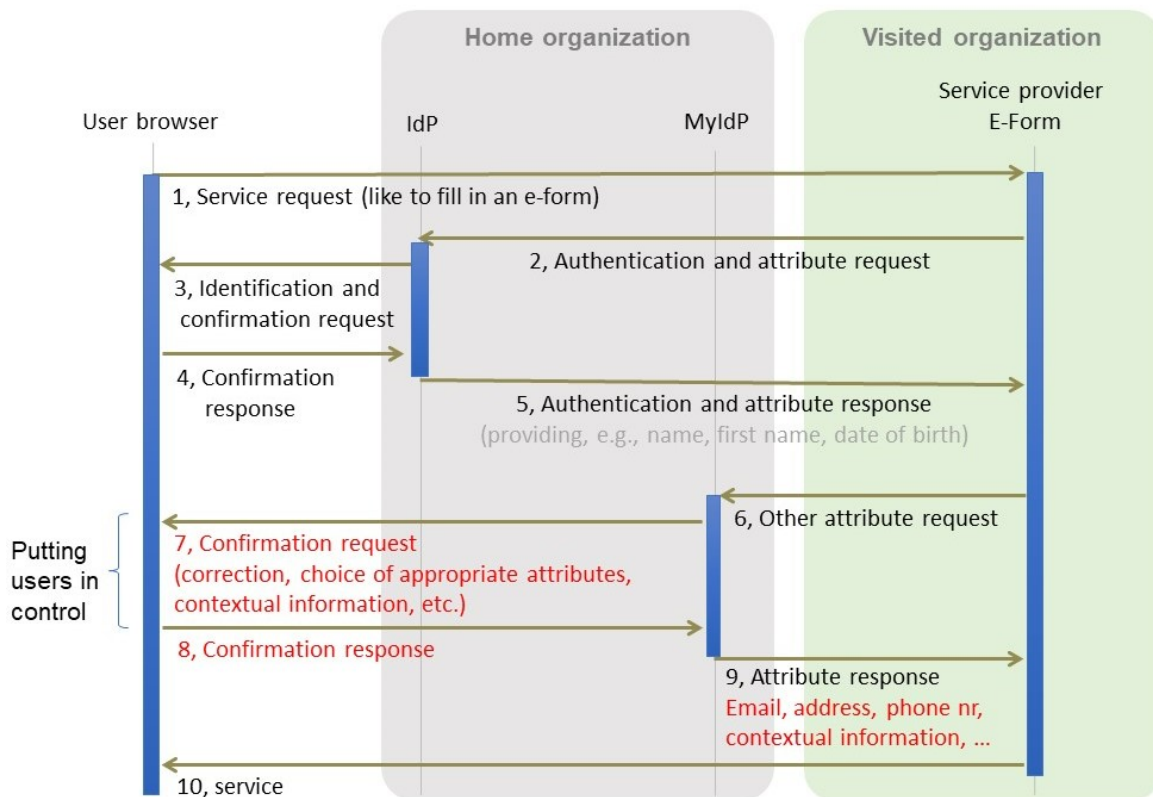 Home organization
Visited organization
User browser
IdP
MyIdP
Service provider
E-Form
1, Service request (like to fill in an e-form)
2, Authentication and attribute request
3, Identification and
confirmation request
4, Confirmation
response
5, Authentication and attribute response
(providing, e.g., name, first name, date of birth)
6, Other attribute request
Putting
users in
control
7, Confirmation request
(correction, choice of appropriate attributes,
contextual information, etc.)
8, Confirmation response
9, Attribute response
Email, address, phone nr,
contextual information, ...
10, service